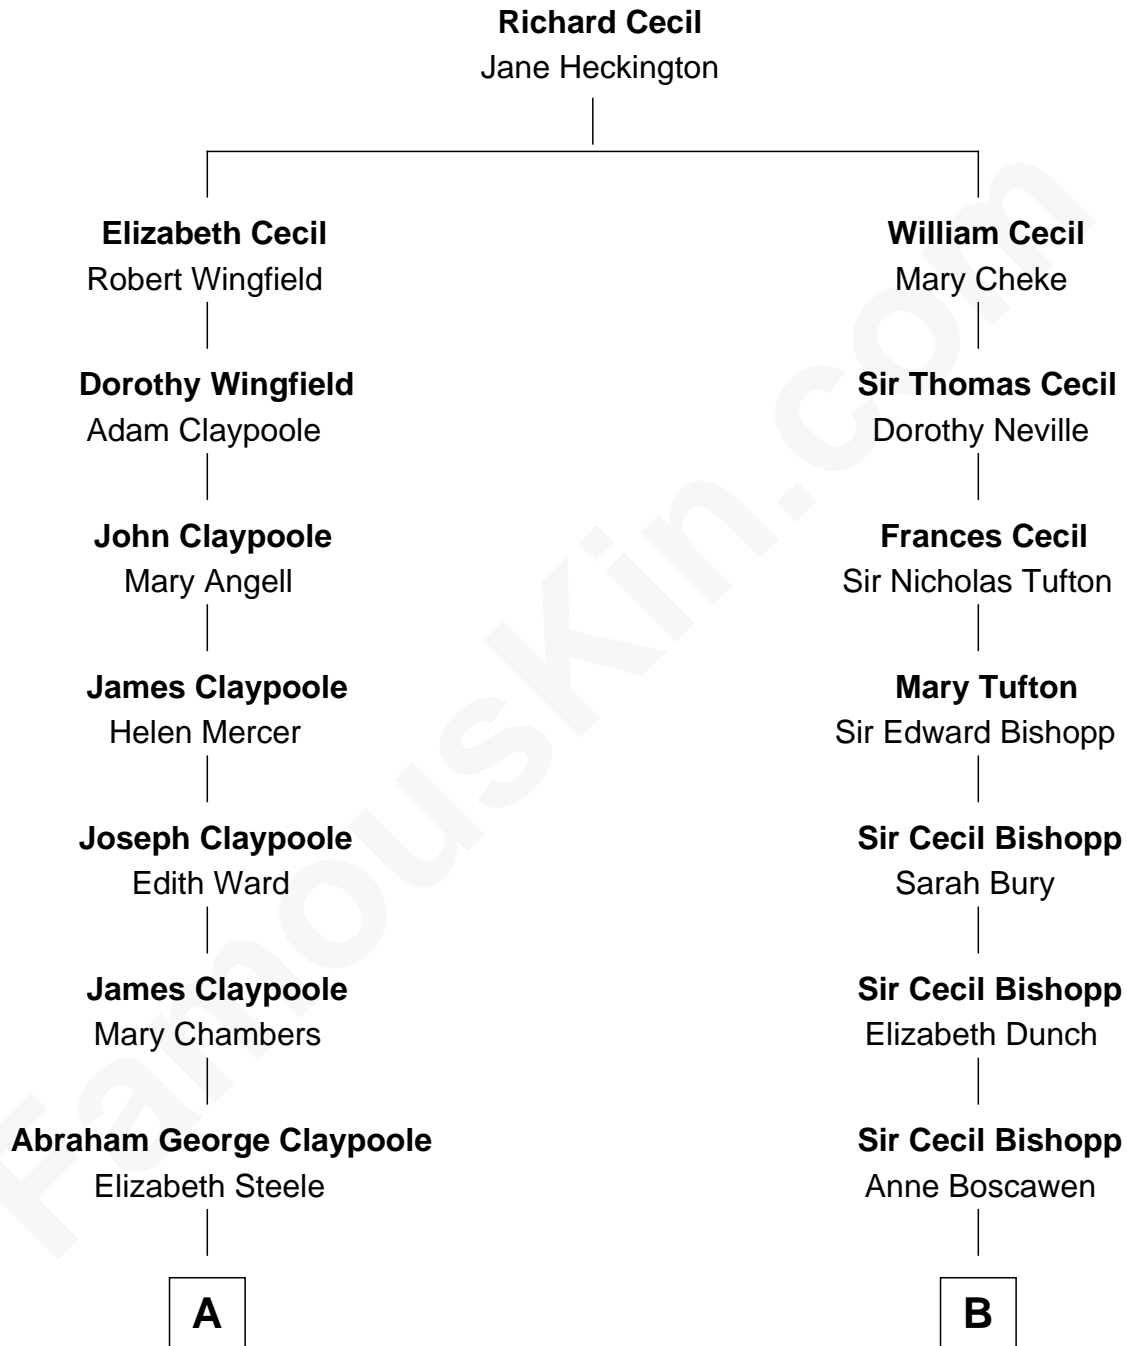 Richard Cecil
Jane Heckington
Elizabeth Cecil
Robert Wingfield
William Cecil
Mary Cheke
Dorothy Wingfield
Adam Claypoole
Sir Thomas Cecil
Dorothy Neville
John Claypoole
Mary Angell
Frances Cecil
Sir Nicholas Tufton
James Claypoole
Helen Mercer
Mary Tufton
Sir Edward Bishopp
Joseph Claypoole
Edith Ward
Sir Cecil Bishopp
Sarah Bury
James Claypoole
Mary Chambers
Sir Cecil Bishopp
Elizabeth Dunch
Abraham George Claypoole
Elizabeth Steele
Sir Cecil Bishopp
Anne Boscawen
A
B
FamousKin.com